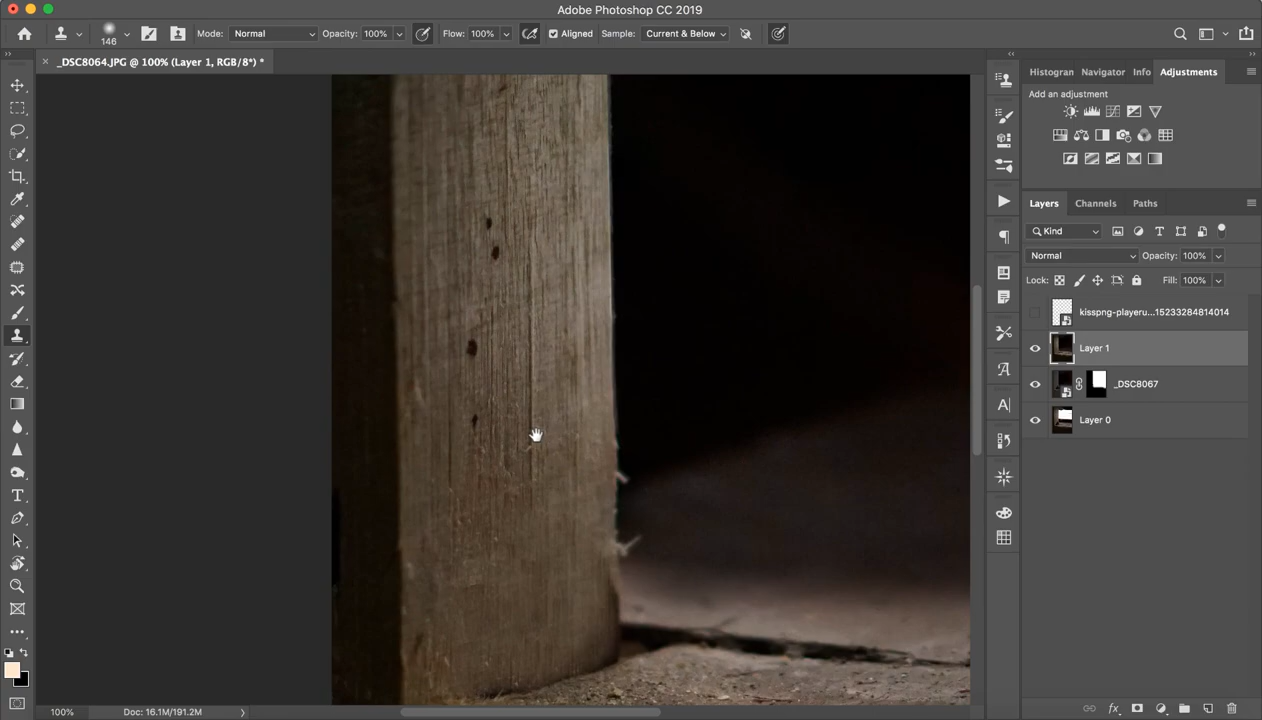 Adobe Photoshop CC 2019
146 Mode: Normal Opacity: 100% Flow: 100% Aligned Sample: Current & Below
_DSC8064.JPG @ 100% (Layer 1, RGB/8*) *
Histogran Navigator Info Adjustments
Add an adjustment
Layers Channels Paths
Kind
Normal Opacity: 100%
Lock: Fill: 100%
kisspng-playeru...15233284814014
Layer 1
_DSC8067
Layer 0
100% Doc: 16.1M/191.2M